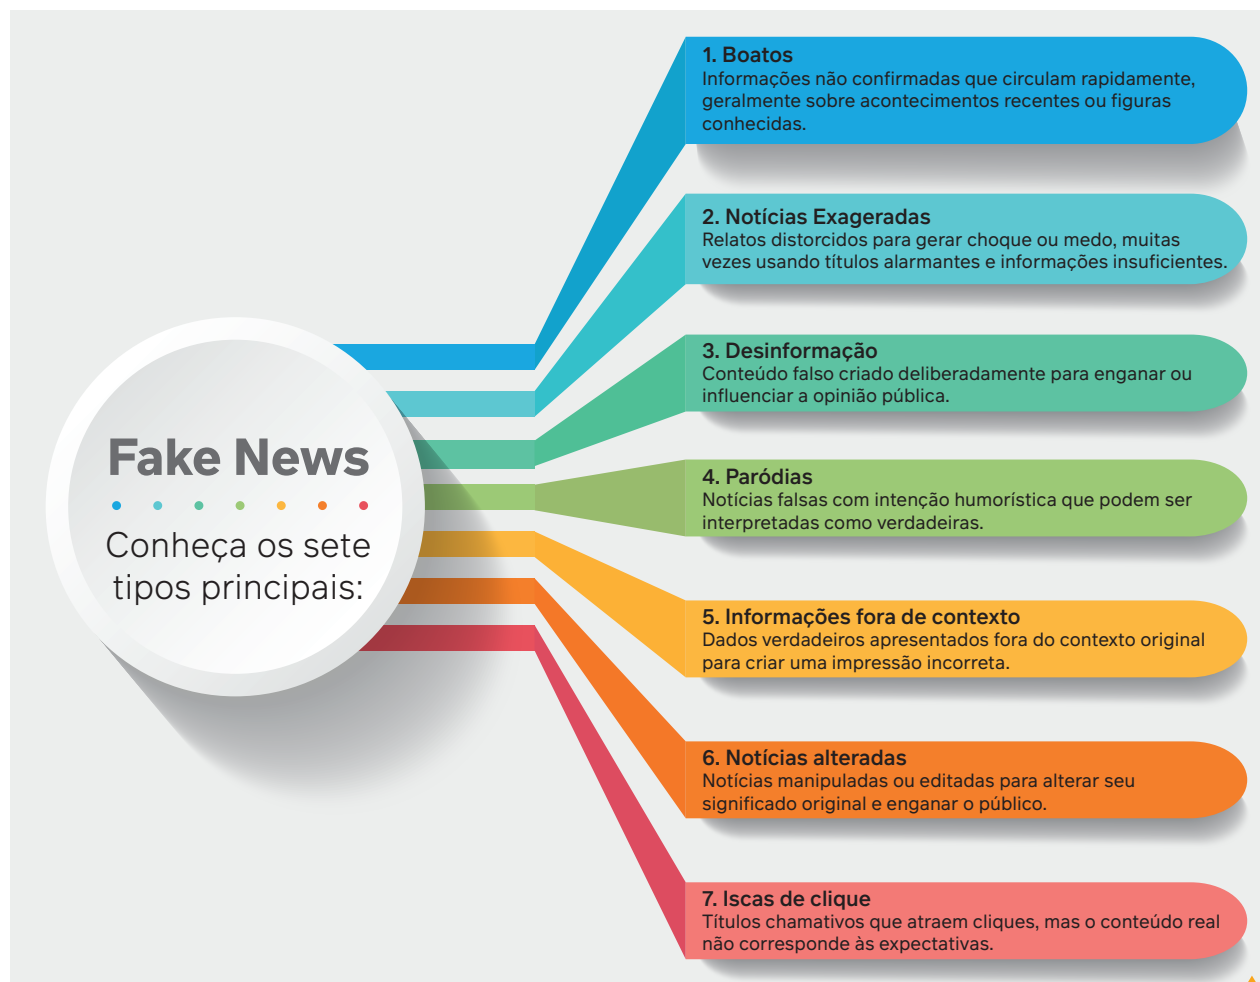 Fake News
Conheça os sete
tipos principais:
1. Boatos
Informações não confirmadas que circulam rapidamente,
geralmente sobre acontecimentos recentes ou figuras
conhecidas.
2. Notícias Exageradas
Relatos distorcidos para gerar choque ou medo, muitas
vezes usando títulos alarmantes e informações insuficientes.
3. Desinformação
Conteúdo falso criado deliberadamente para enganar ou
influenciar a opinião pública.
4. Paródias
Notícias falsas com intenção humorística que podem ser
interpretadas como verdadeiras.
5. Informações fora de contexto
Dados verdadeiros apresentados fora do contexto original
para criar uma impressão incorreta.
6. Notícias alteradas
Notícias manipuladas ou editadas para alterar seu
significado original e enganar o público.
7. Iscas de clique
Títulos chamativos que atraem cliques, mas o conteúdo real
não corresponde às expectativas.